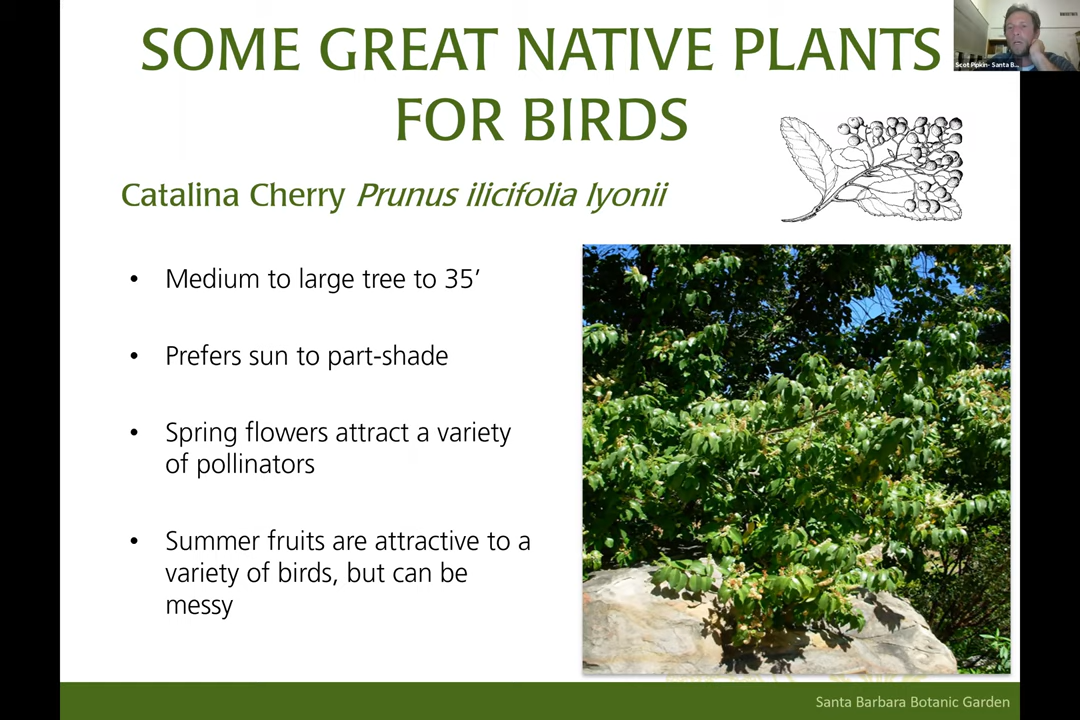 SOME GREAT NATIVE PLANTS
FOR BIRDS
Catalina Cherry Prunus ilicifolia lyonii
• Medium to large tree to 35’
• Prefers sun to part-shade
• Spring flowers attract a variety
of pollinators
• Summer fruits are attractive to a
variety of birds, but can be
messy
Santa Barbara Botanic Garden
Scot Pipkin- Santa B...